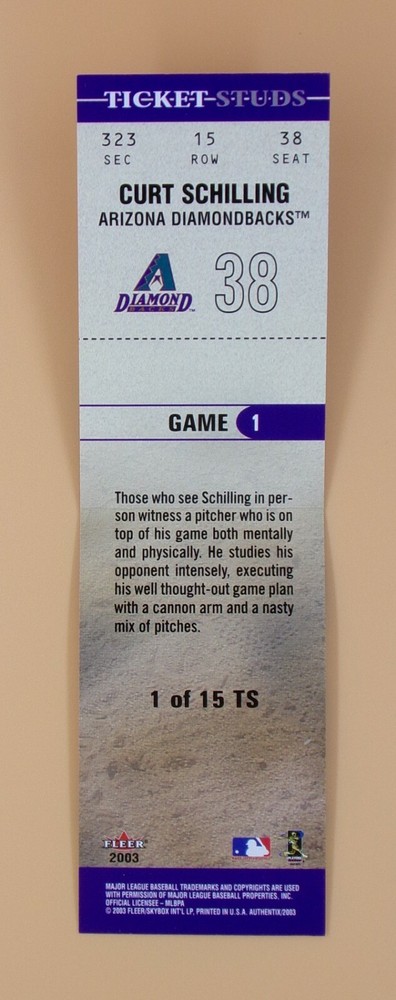 TICKET STUDS
323 15 38
SEC ROW SEAT
CURT SCHILLING
ARIZONA DIAMONDBACKS™
A
DIAMOND
BACKS™
38
GAME 1
Those who see Schilling in per-
son witness a pitcher who is on
top of his game both mentally
and physically. He studies his
opponent intensely, executing
his well thought-out game plan
with a cannon arm and a nasty
mix of pitches.
1 of 15 TS
FLEER
2003
MAJOR LEAGUE BASEBALL TRADEMARKS AND COPYRIGHTS ARE USED
WITH PERMISSION OF MAJOR LEAGUE BASEBALL PROPERTIES, INC.
OFFICIAL LICENSEE – MLBPA
© 2003 FLEER/SKYBOX INT'L LP, PRINTED IN U.S.A. AUTHENTIX/2003